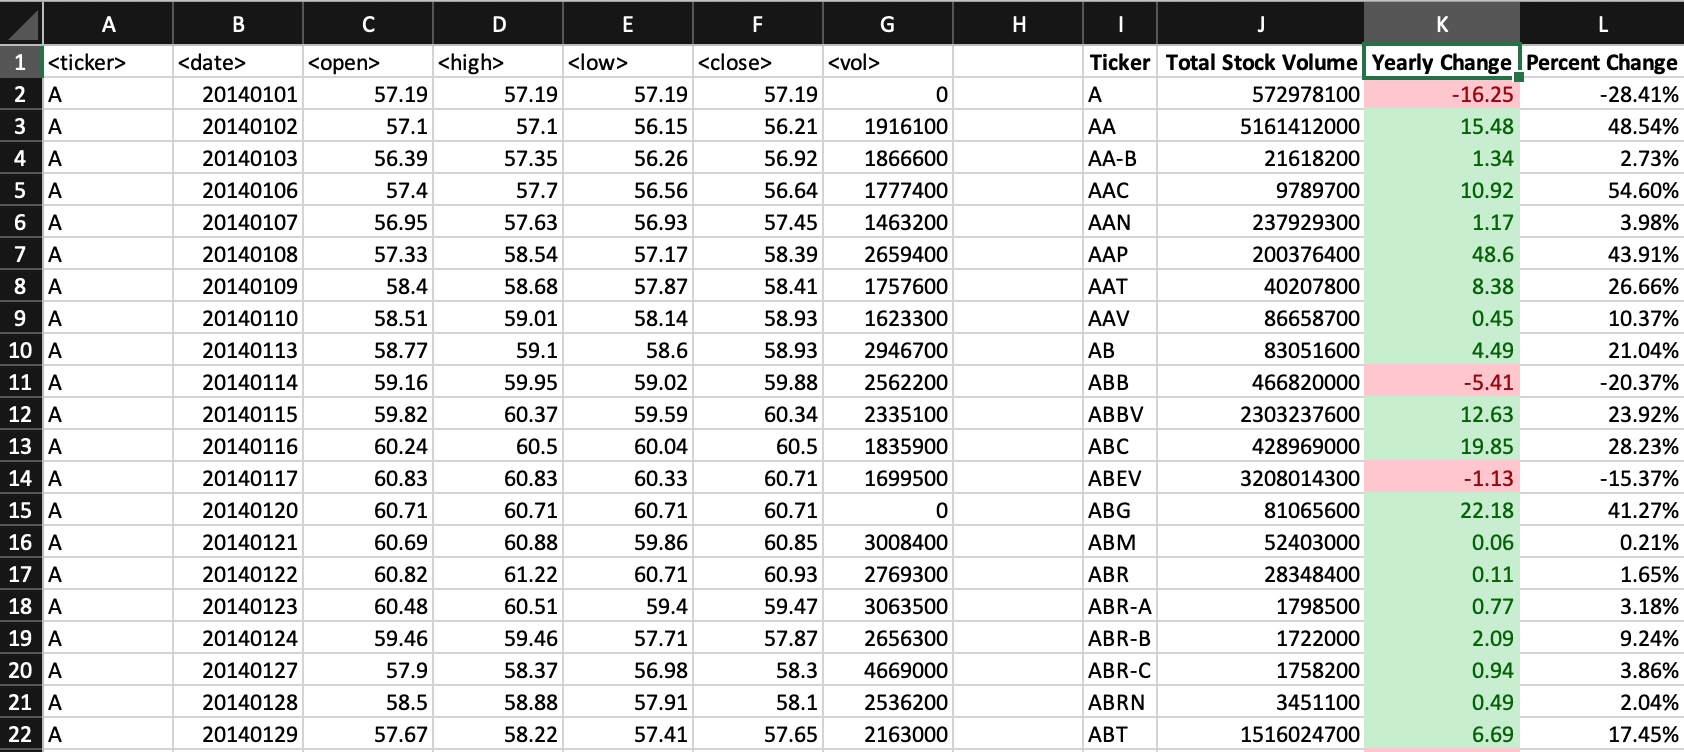 A B C D E F G H I J K L
1 <ticker> <date> <open> <high> <low> <close> <vol> Ticker Total Stock Volume Yearly Change Percent Change
2 A 20140101 57.19 57.19 57.19 57.19 0 A 572978100 -16.25 -28.41%
3 A 20140102 57.1 57.1 56.15 56.21 1916100 AA 5161412000 15.48 48.54%
4 A 20140103 56.39 57.35 56.26 56.92 1866600 AA-B 21618200 1.34 2.73%
5 A 20140106 57.4 57.7 56.56 56.64 1777400 AAC 9789700 10.92 54.60%
6 A 20140107 56.95 57.63 56.93 57.45 1463200 AAN 237929300 1.17 3.98%
7 A 20140108 57.33 58.54 57.17 58.39 2659400 AAP 200376400 48.6 43.91%
8 A 20140109 58.4 58.68 57.87 58.41 1757600 AAT 40207800 8.38 26.66%
9 A 20140110 58.51 59.01 58.14 58.93 1623300 AAV 86658700 0.45 10.37%
10 A 20140113 58.77 59.1 58.6 58.93 2946700 AB 83051600 4.49 21.04%
11 A 20140114 59.16 59.95 59.02 59.88 2562200 ABB 466820000 -5.41 -20.37%
12 A 20140115 59.82 60.37 59.59 60.34 2335100 ABBV 2303237600 12.63 23.92%
13 A 20140116 60.24 60.5 60.04 60.5 1835900 ABC 428969000 19.85 28.23%
14 A 20140117 60.83 60.83 60.33 60.71 1699500 ABEV 3208014300 -1.13 -15.37%
15 A 20140120 60.71 60.71 60.71 60.71 0 ABG 81065600 22.18 41.27%
16 A 20140121 60.69 60.88 59.86 60.85 3008400 ABM 52403000 0.06 0.21%
17 A 20140122 60.82 61.22 60.71 60.93 2769300 ABR 28348400 0.11 1.65%
18 A 20140123 60.48 60.51 59.4 59.47 3063500 ABR-A 1798500 0.77 3.18%
19 A 20140124 59.46 59.46 57.71 57.87 2656300 ABR-B 1722000 2.09 9.24%
20 A 20140127 57.9 58.37 56.98 58.3 4669000 ABR-C 1758200 0.94 3.86%
21 A 20140128 58.5 58.88 57.91 58.1 2536200 ABRN 3451100 0.49 2.04%
22 A 20140129 57.67 58.22 57.41 57.65 2163000 ABT 1516024700 6.69 17.45%